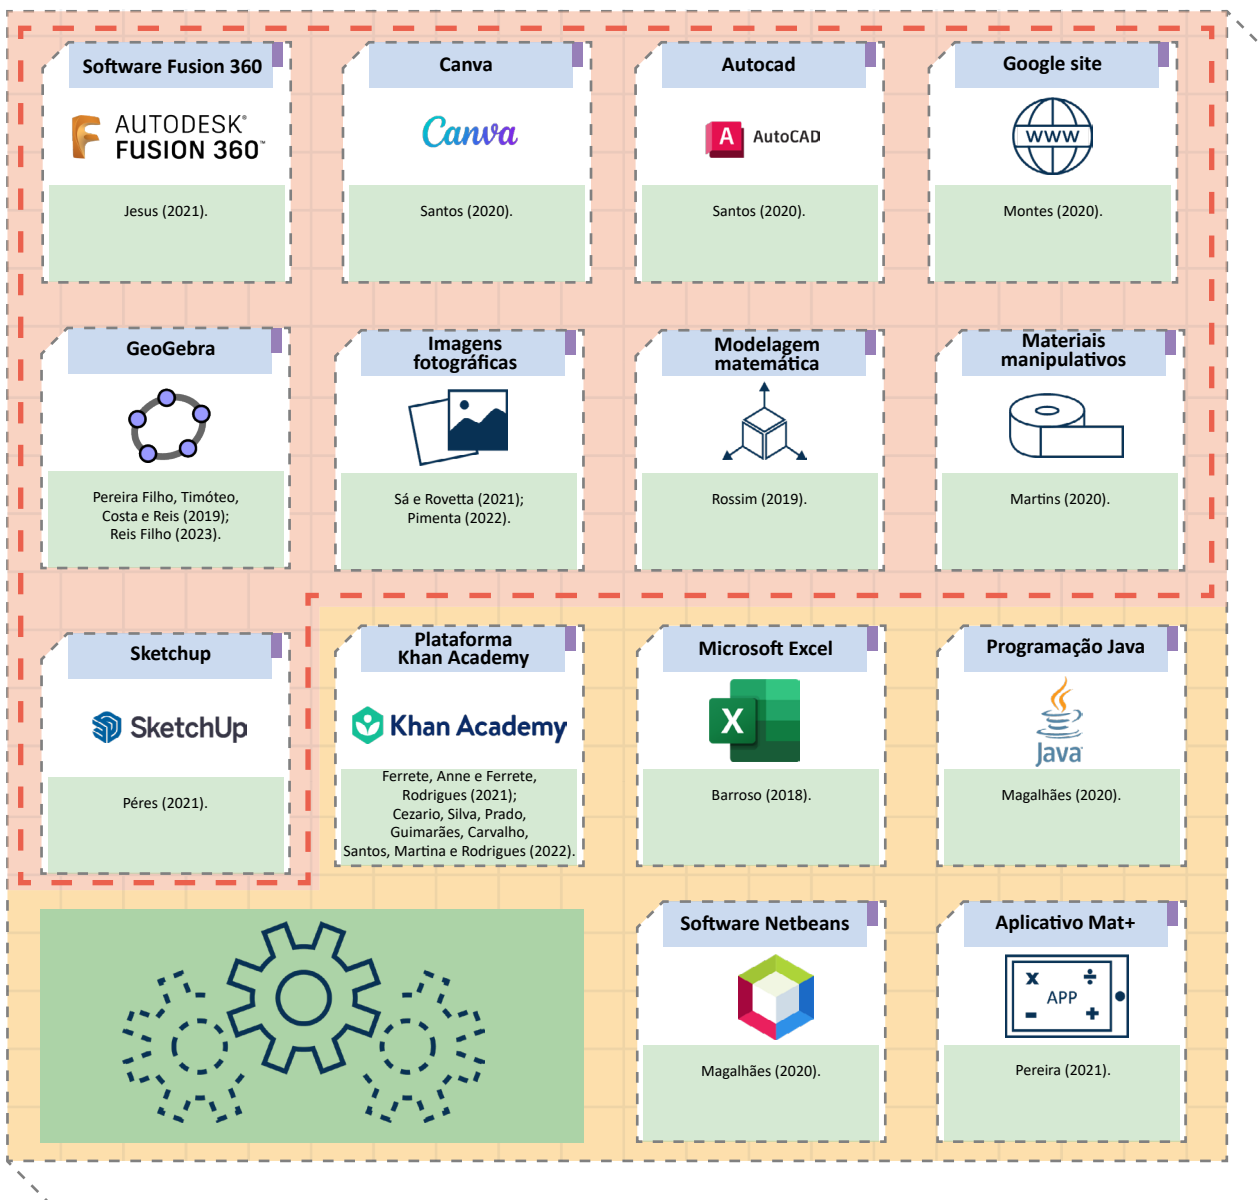 Software Fusion 360
AUTODESK®
FUSION 360™
Jesus (2021).
Canva
Canva
Santos (2020).
Autocad
A AutoCAD
Santos (2020).
Google site
WWW
Montes (2020).
GeoGebra
Pereira Filho, Timóteo,
Costa e Reis (2019);
Reis Filho (2023).
Imagens
fotográficas
Sá e Rovetta (2021);
Pimenta (2022).
Modelagem
matemática
Rossim (2019).
Materiais
manipulativos
Martins (2020).
Sketchup
SketchUp
Péres (2021).
Plataforma
Khan Academy
Khan Academy
Ferrete, Anne e Ferrete,
Rodrigues (2021);
Cezario, Silva, Prado,
Guimarães, Carvalho,
Santos, Martina e Rodrigues (2022).
Microsoft Excel
X
Barroso (2018).
Programação Java
Java
Magalhães (2020).
Software Netbeans
Magalhães (2020).
Aplicativo Mat+
x ÷
APP
- +
Pereira (2021).